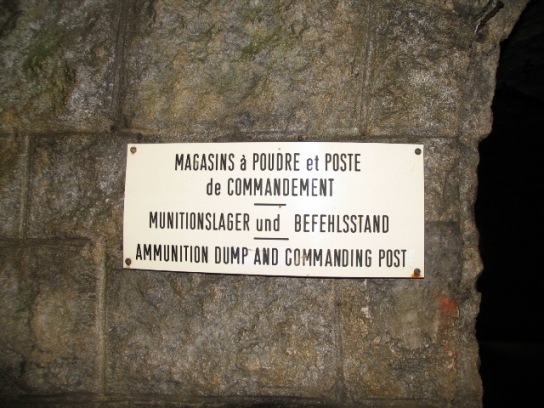 MAGASINS à POUDRE et POSTE
de COMMANDEMENT
MUNITIONSLAGER und BEFEHLSSTAND
AMMUNITION DUMP AND COMMANDING POST